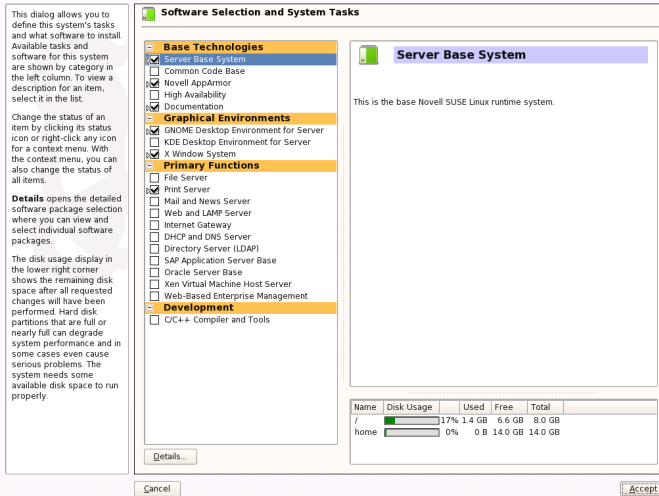 This dialog allows you to
define this system's tasks
and what software to install.
Available tasks and
software for this system
are shown by category in
the left column. To view a
description for an item,
select it in the list.
Change the status of an
item by clicking its status
icon or right-click any icon
for a context menu. With
the context menu, you can
also change the status of
all items.
Details opens the detailed
software package selection
where you can view and
select individual software
packages.
The disk usage display in
the lower right corner
shows the remaining disk
space after all requested
changes will have been
performed. Hard disk
partitions that are full or
nearly full can degrade
system performance and in
some cases even cause
serious problems. The
system needs some
available disk space to run
properly.
Software Selection and System Tasks
Base Technologies
Server Base System
Common Code Base
Novell AppArmor
High Availability
Documentation
Graphical Environments
GNOME Desktop Environment for Server
KDE Desktop Environment for Server
X Window System
Primary Functions
File Server
Print Server
Mail and News Server
Web and LAMP Server
Internet Gateway
DHCP and DNS Server
Directory Server (LDAP)
SAP Application Server Base
Oracle Server Base
Xen Virtual Machine Host Server
Web-Based Enterprise Management
Development
C/C++ Compiler and Tools
Details...
Server Base System
This is the base Novell SUSE Linux runtime system.
Name Disk Usage Used Free Total
/ 17% 1.4 GB 6.6 GB 8.0 GB
home 0% 0 B 14.0 GB 14.0 GB
Cancel
Accept